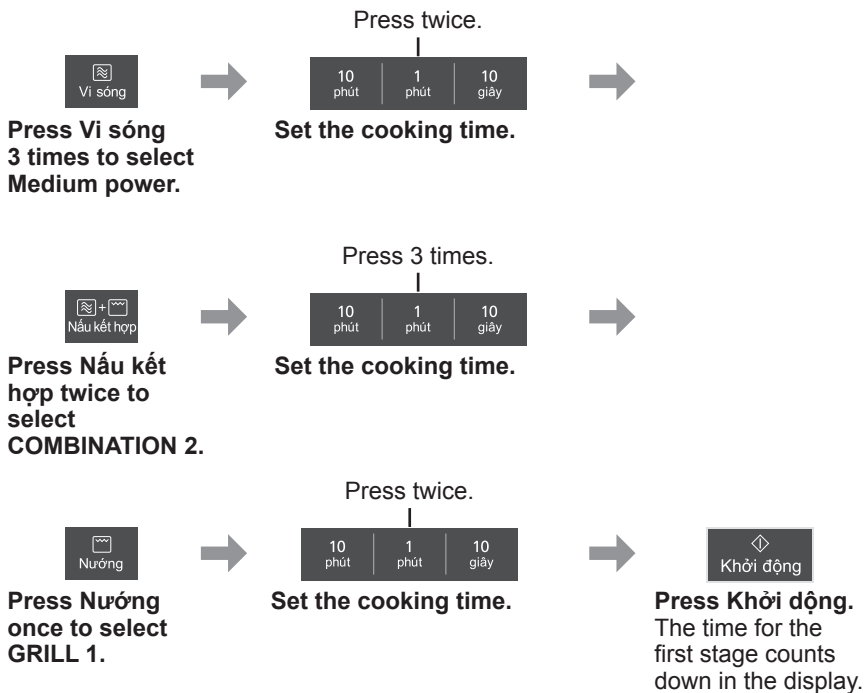 Press twice.
Vi sóng
10 1 10
phút phút giây
Press Vi sóng
3 times to select
Medium power.
Set the cooking time.
Press 3 times.
+
Nấu kết hợp
10 1 10
phút phút giây
Press Nấu kết
hợp twice to
select
COMBINATION 2.
Set the cooking time.
Press twice.
Nướng
10 1 10
phút phút giây
Khởi động
Press Nướng
once to select
GRILL 1.
Set the cooking time.
Press Khởi dộng.
The time for the
first stage counts
down in the display.